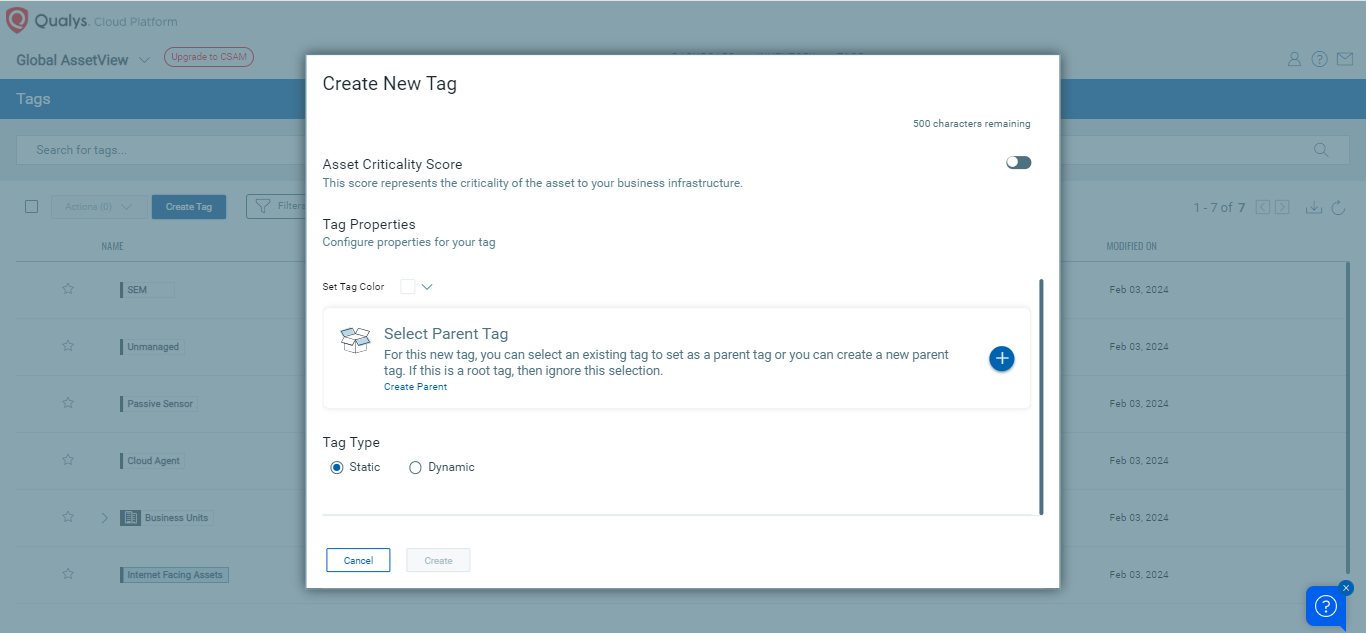 Qualys. Cloud Platform
Global AssetView
Upgrade to CSAM
Tags
Search for tags...
Actions (0)
Create Tag
Filters
1 - 7 of 7
NAME
MODIFIED ON
SEM
Feb 03, 2024
Unmanaged
Feb 03, 2024
Passive Sensor
Feb 03, 2024
Cloud Agent
Feb 03, 2024
Business Units
Feb 03, 2024
Internet Facing Assets
Feb 03, 2024
Create New Tag
500 characters remaining
Asset Criticality Score
This score represents the criticality of the asset to your business infrastructure.
Tag Properties
Configure properties for your tag
Set Tag Color
Select Parent Tag
For this new tag, you can select an existing tag to set as a parent tag or you can create a new parent
tag. If this is a root tag, then ignore this selection.
Create Parent
Tag Type
Static
Dynamic
Cancel
Create